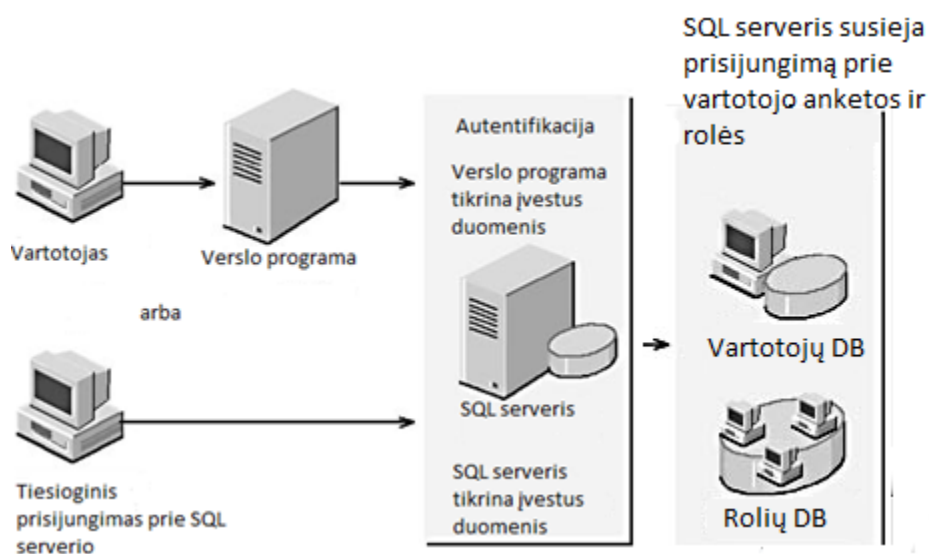 SQL serveris susieja
prisijungimą prie
vartotojo anketos ir
rolės
Autentifikacija
Verslo programa
tikrina įvestus
duomenis
Vartotojas
Verslo programa
arba
SQL serveris
Vartotojų DB
SQL serveris
tikrina įvestus
duomenis
Tiesioginis
prisijungimas prie SQL
serverio
Rolių DB